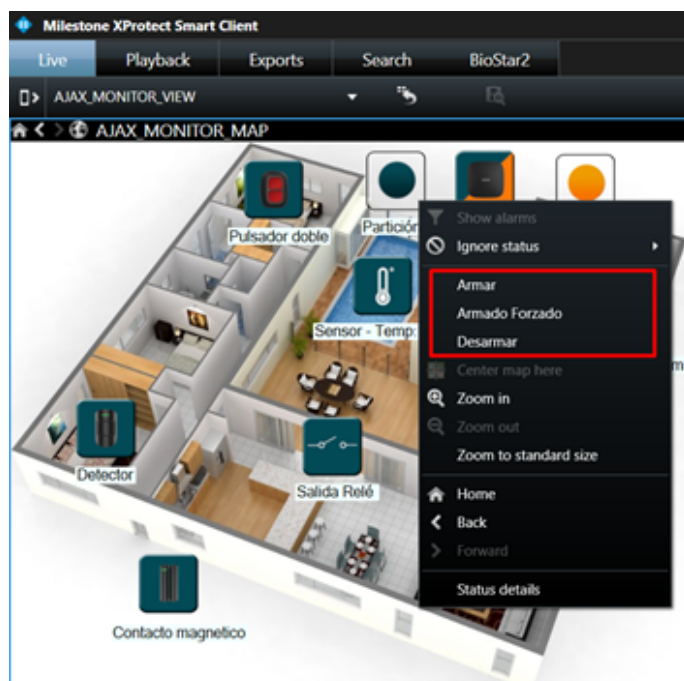 Milestone XProtect Smart Client
Live Playback Exports Search BioStar2
AJAX_MONITOR_VIEW
AJAX_MONITOR_MAP
Pulsador doble
Partición
Sensor - Temp:
Detector
Salida Relé
Contacto magnetico
Show alarms
Ignore status
Armar
Armado Forzado
Desarmar
Center map here
Zoom in
Zoom out
Zoom to standard size
Home
Back
Forward
Status details